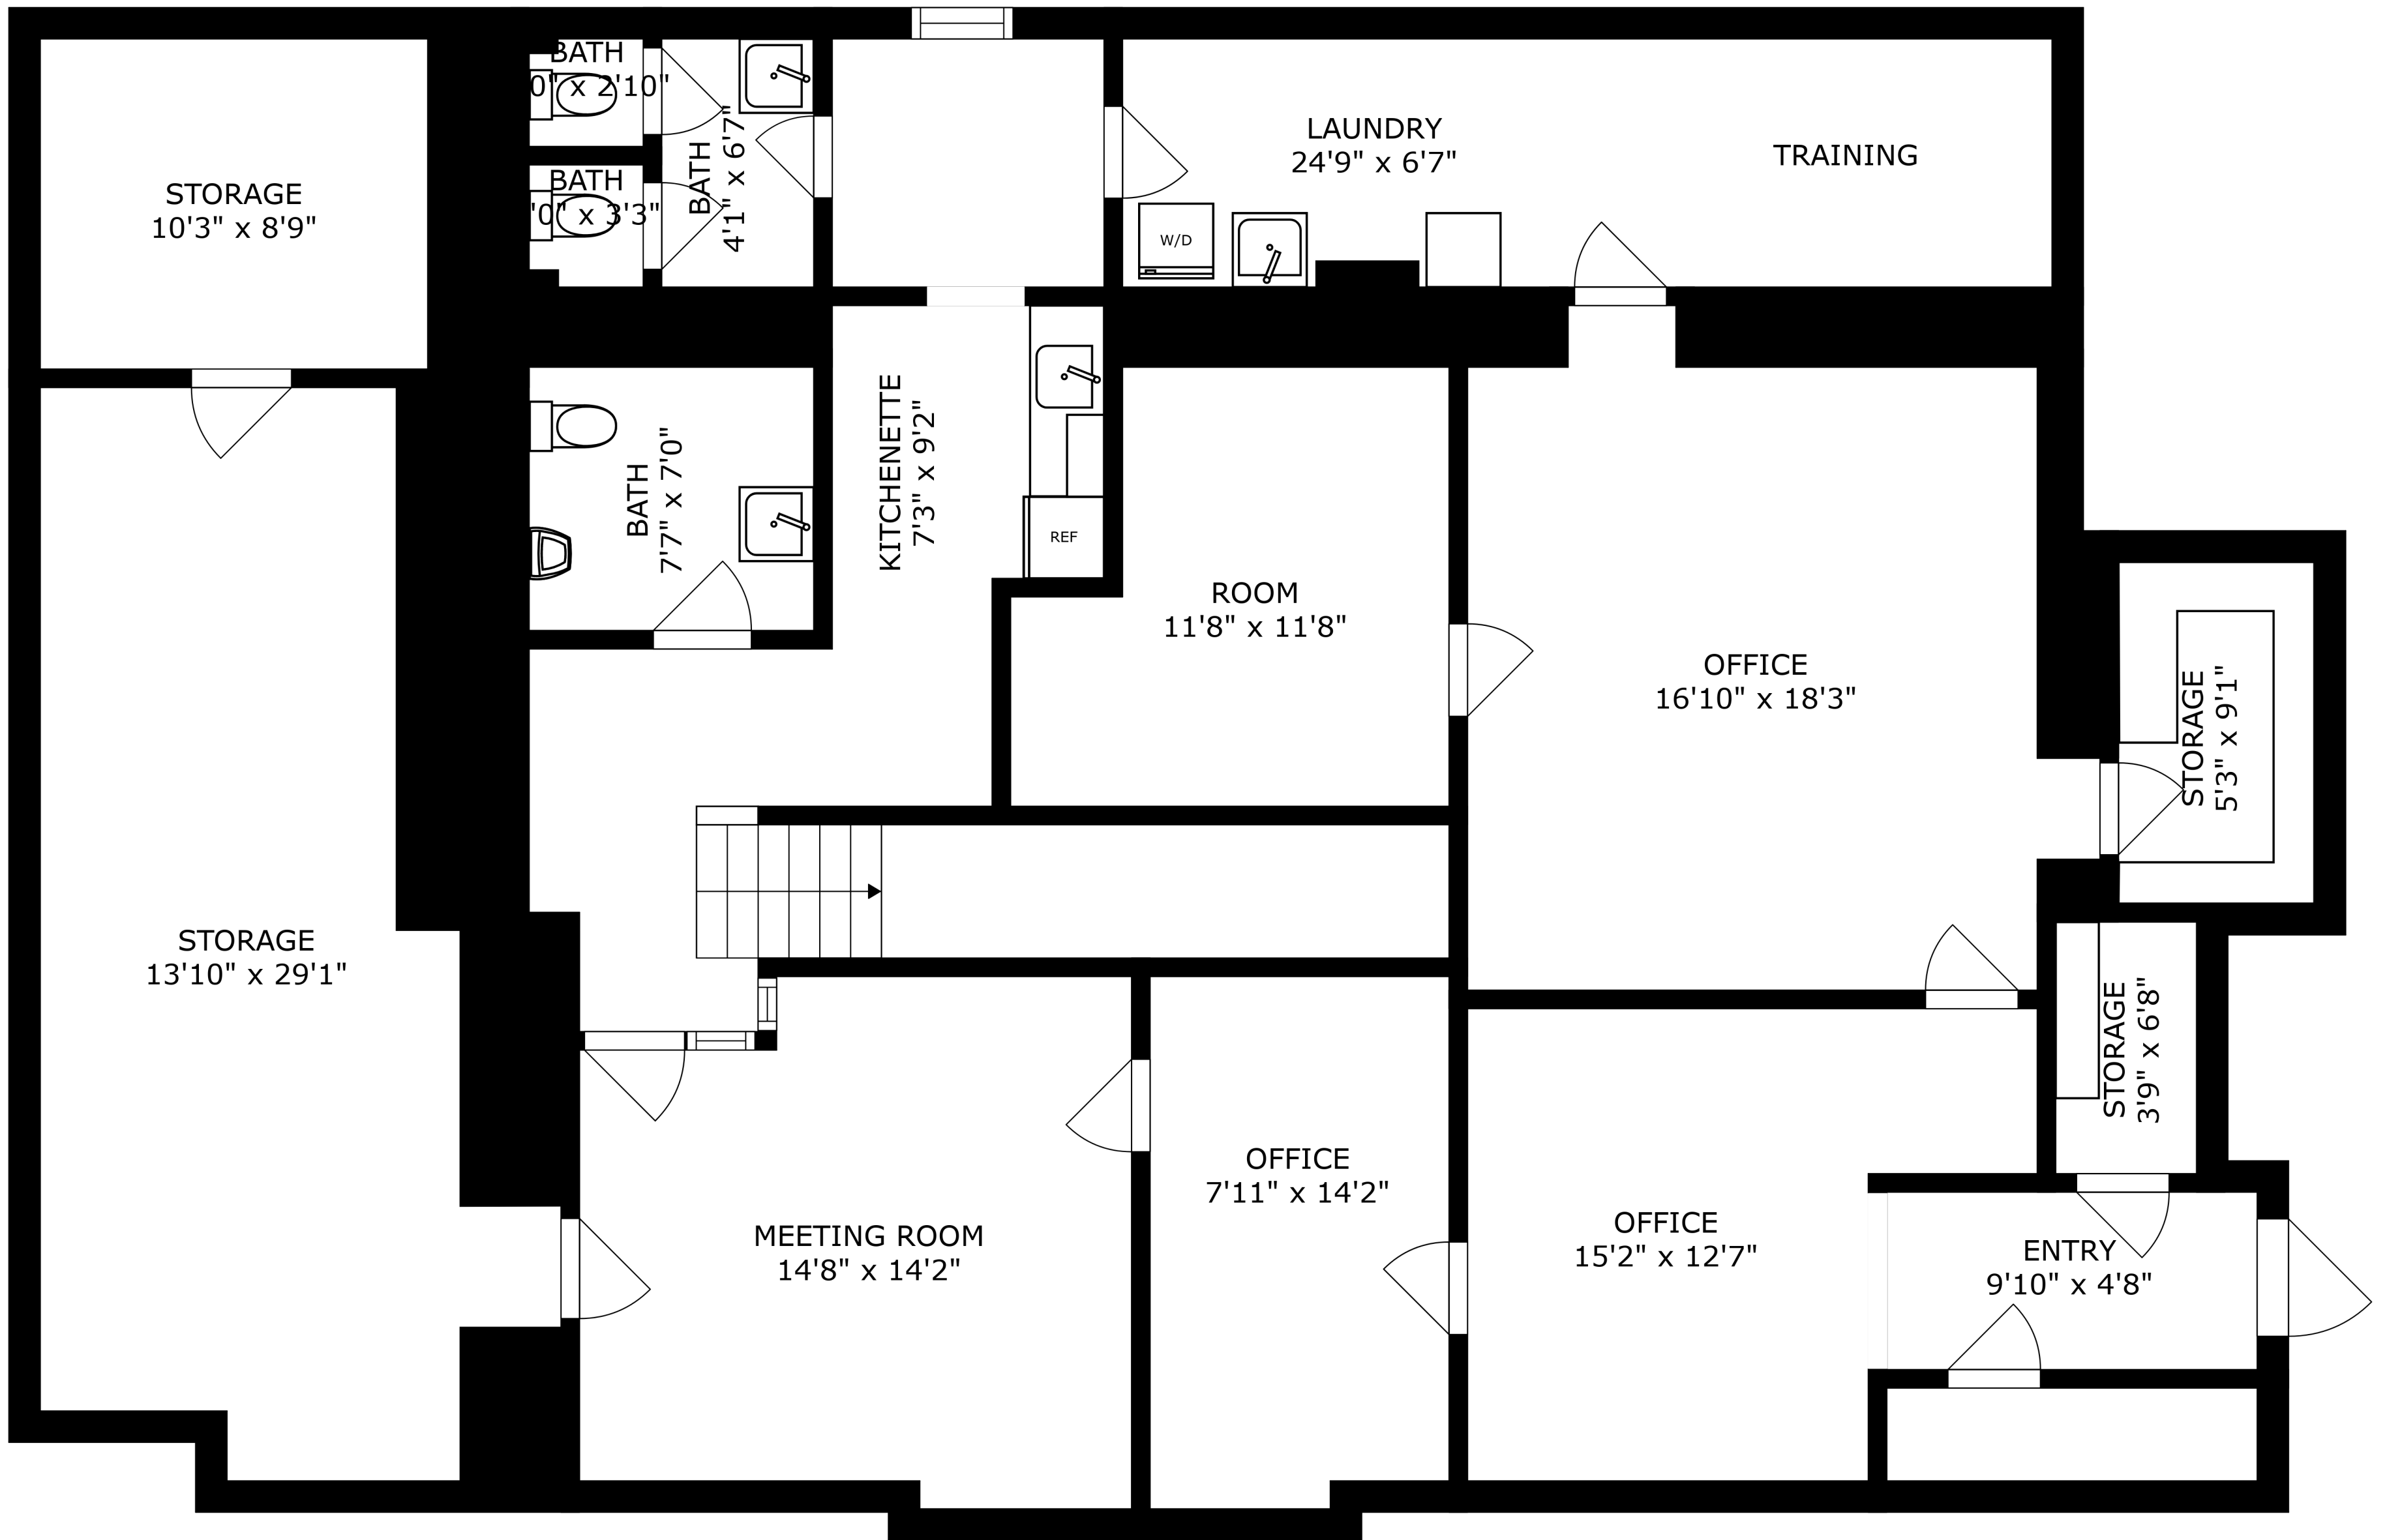 BATH
0" x 2'10"
BATH
'0" x 3'3"
BATH
4'1" x 6'7"
STORAGE
10'3" x 8'9"
LAUNDRY
24'9" x 6'7"
TRAINING
W/D
BATH
7'7" x 7'0"
KITCHENETTE
7'3" x 9'2"
REF
ROOM
11'8" x 11'8"
OFFICE
16'10" x 18'3"
STORAGE
5'3" x 9'1"
STORAGE
13'10" x 29'1"
STORAGE
3'9" x 6'8"
MEETING ROOM
14'8" x 14'2"
OFFICE
7'11" x 14'2"
OFFICE
15'2" x 12'7"
ENTRY
9'10" x 4'8"